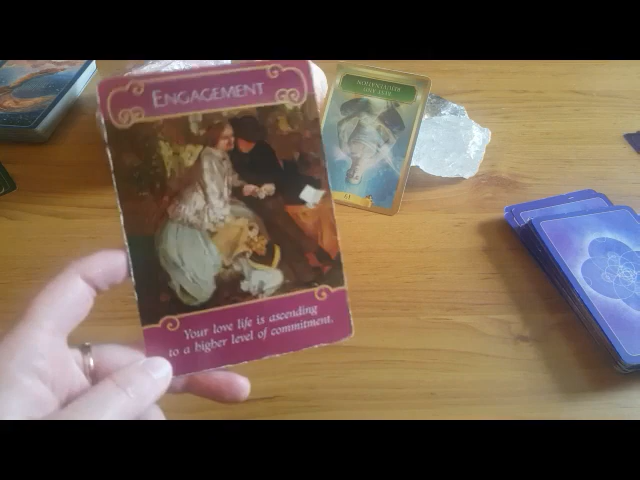 ENGAGEMENT
Your love life is ascending
to a higher level of commitment.